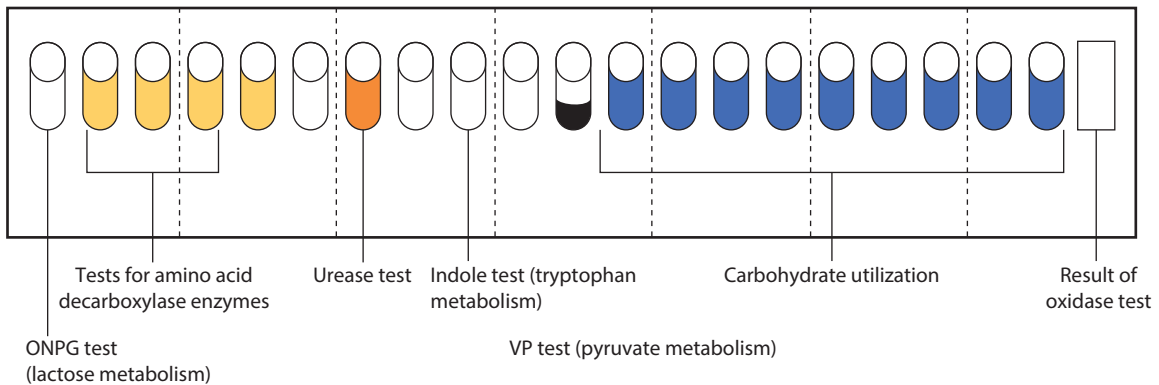 Tests for amino acid
decarboxylase enzymes
Urease test
Indole test (tryptophan
metabolism)
Carbohydrate utilization
Result of
oxidase test
ONPG test
(lactose metabolism)
VP test (pyruvate metabolism)